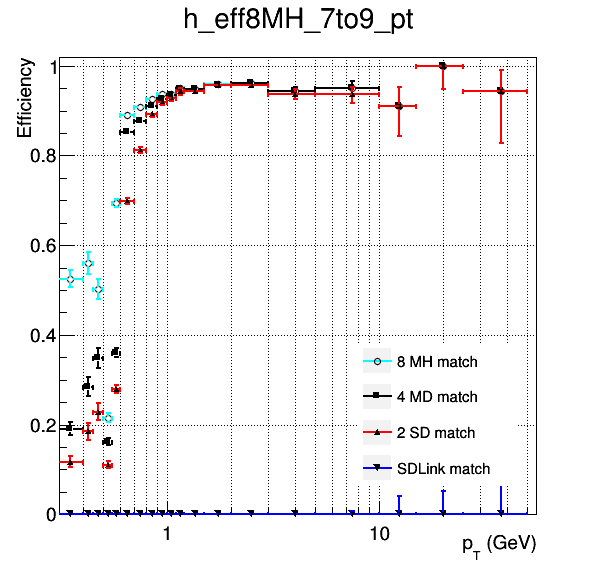 h_eff8MH_7to9_pt
Efficiency
1
0.8
0.6
0.4
0.2
0
8 MH match
4 MD match
2 SD match
SDLink match
1
10
p_T (GeV)